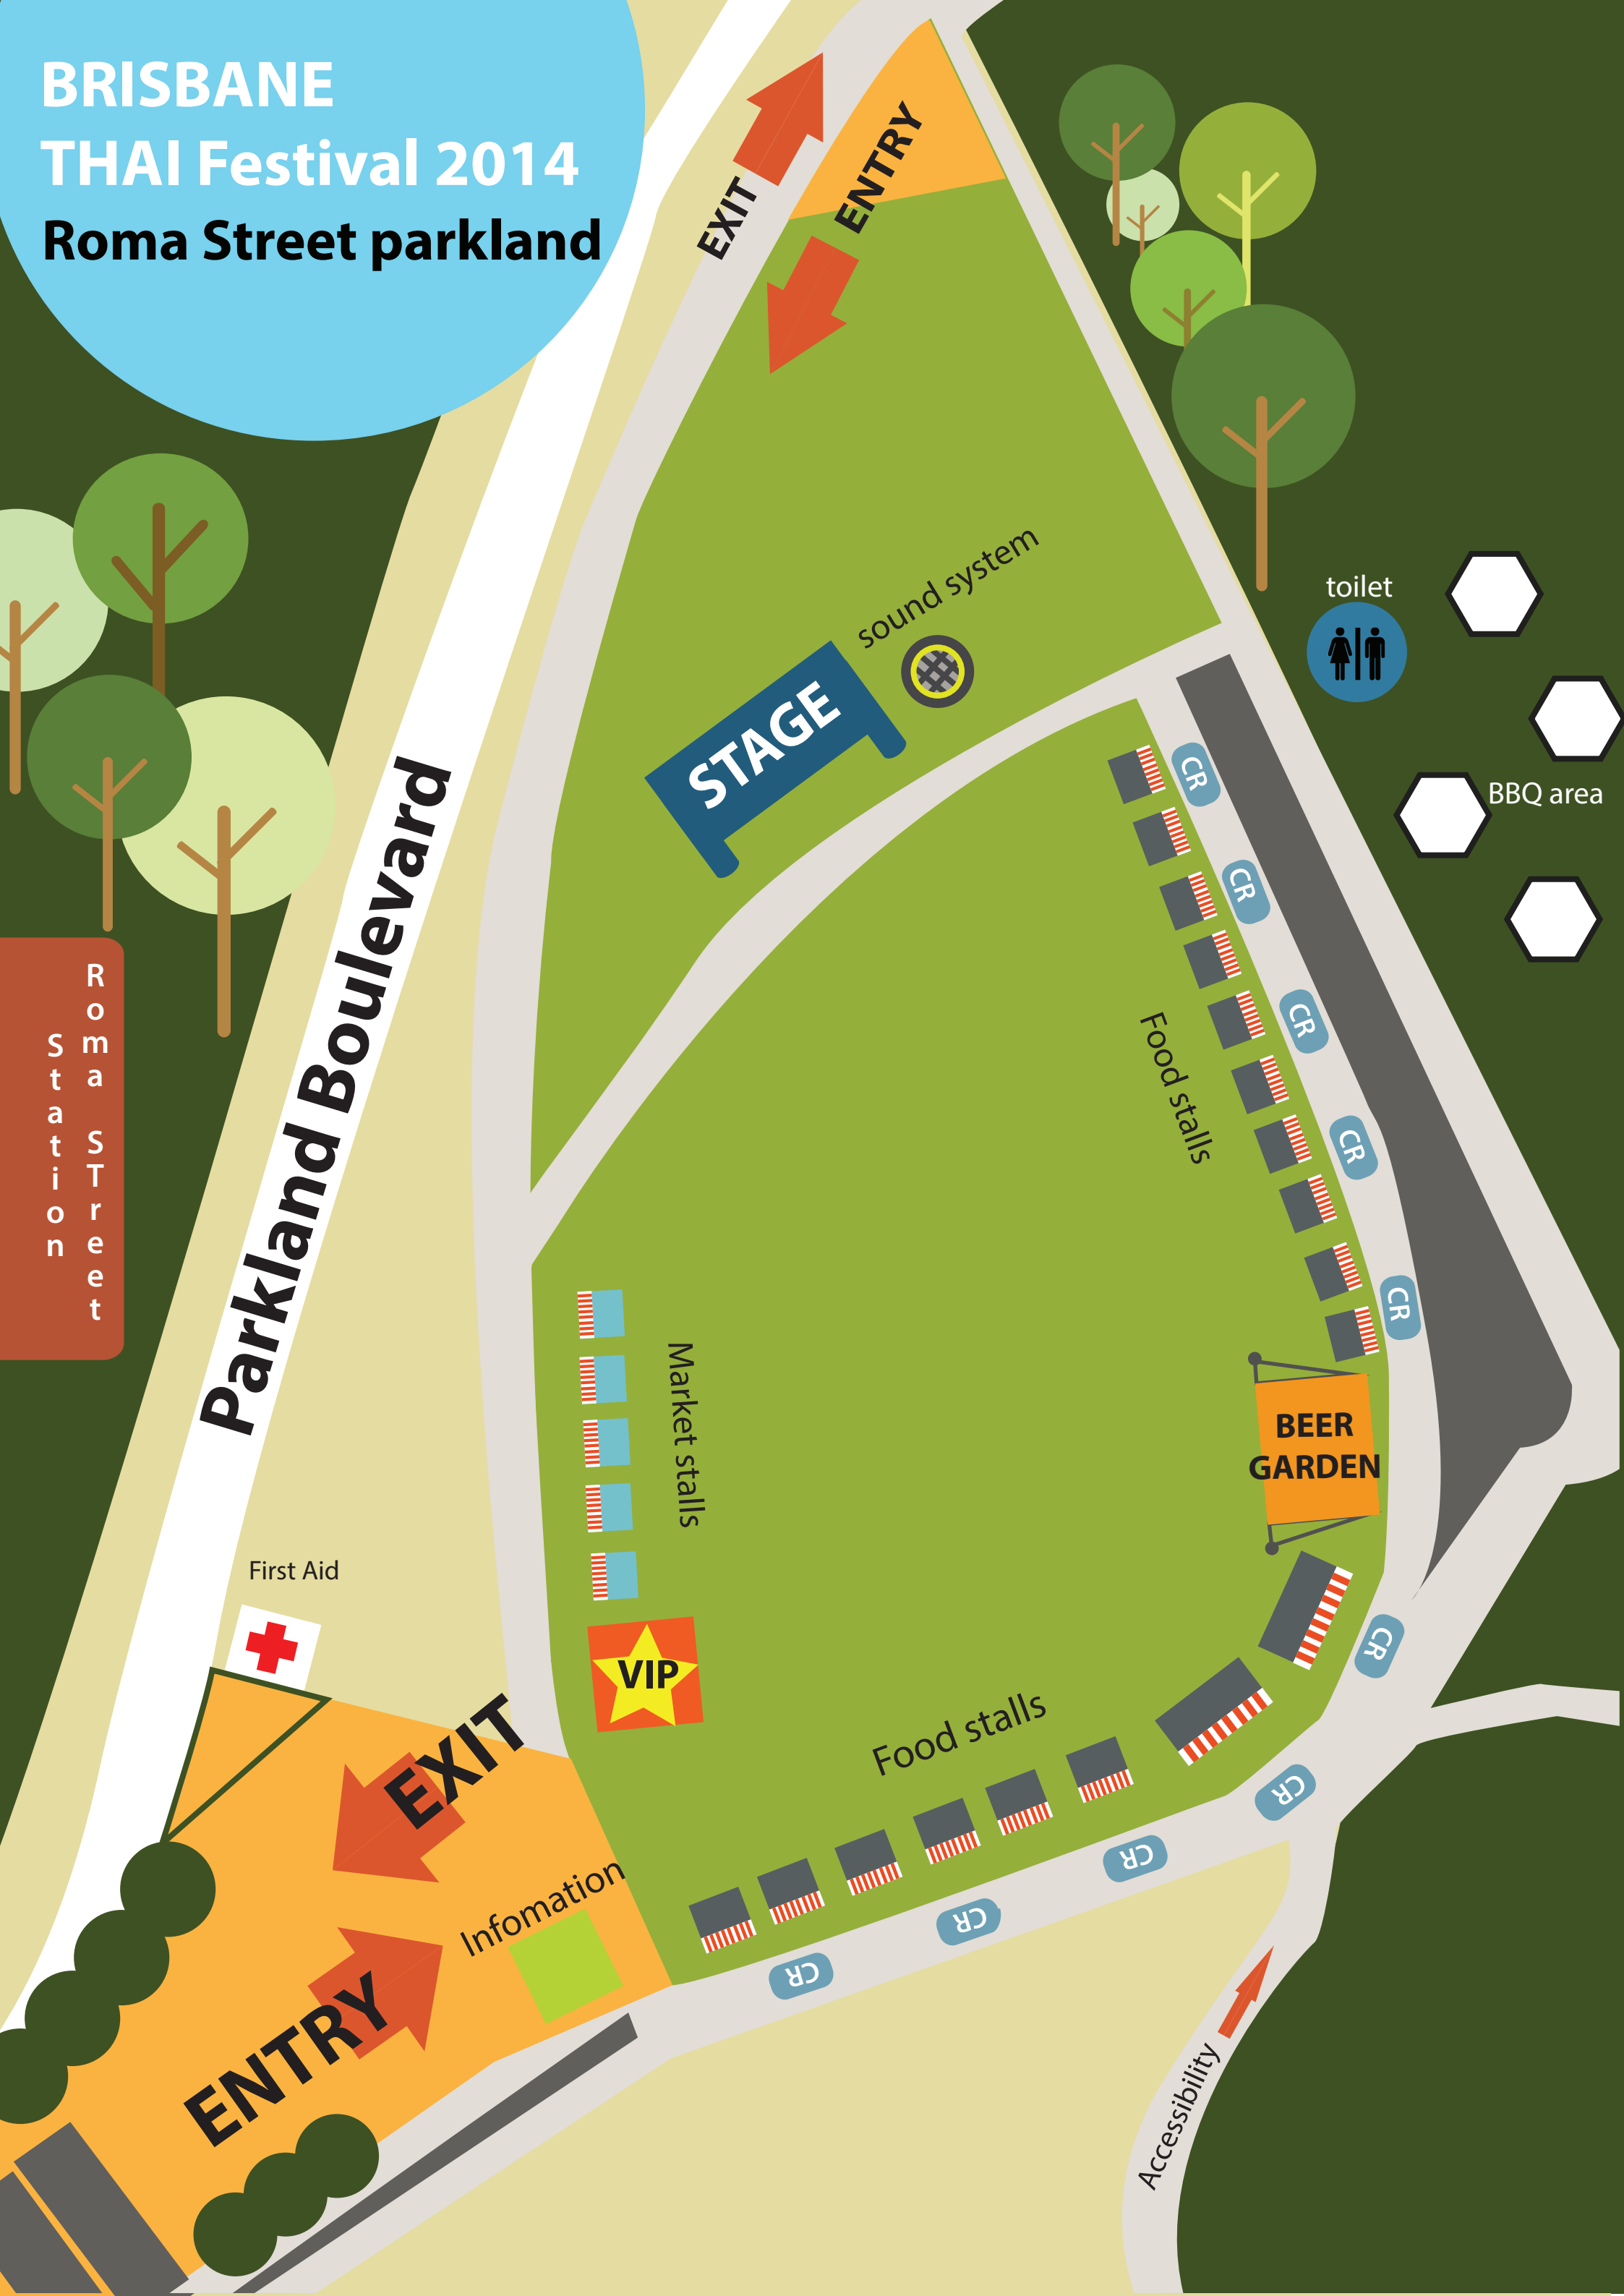 BRISBANE
THAI Festival 2014
Roma Street parkland
EXIT
ENTRY
sound system
STAGE
toilet
BBQ area
CR
CR
CR
CR
CR
Food stalls
Parkland Boulevard
Roma STreet
Station
Market stalls
BEER
GARDEN
First Aid
VIP
EXIT
Food stalls
CR
CR
CR
CR
CR
Infomation
ENTRY
Accessibility